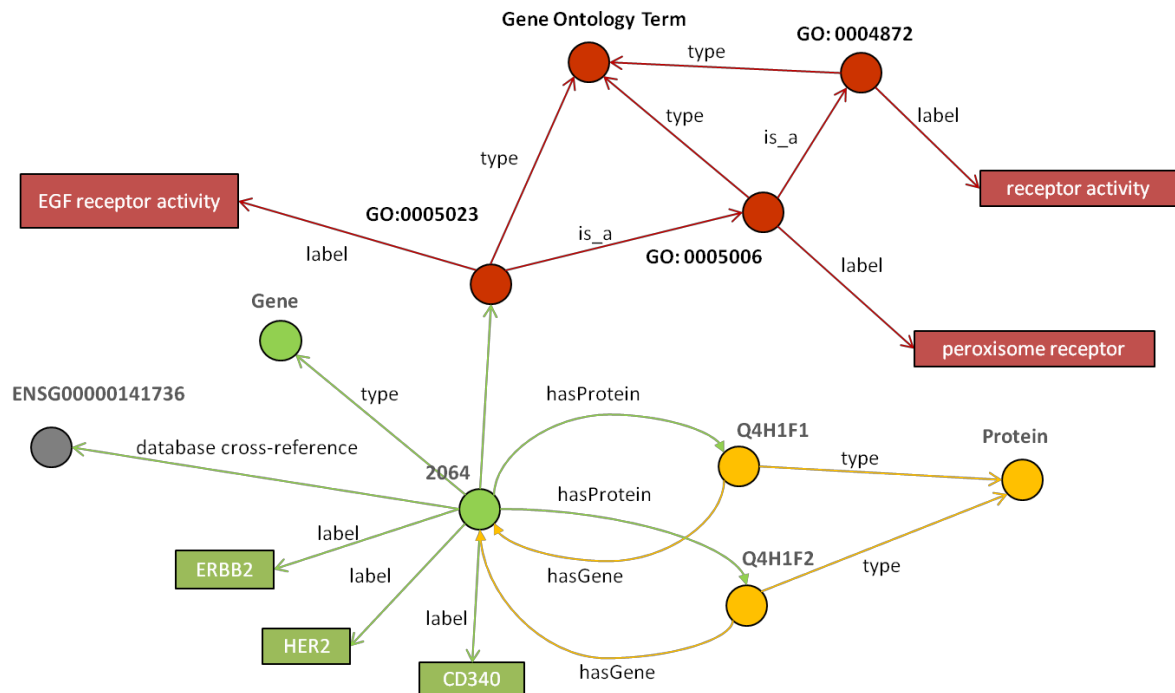 Gene Ontology Term
GO: 0004872
type
type
label
is_a
type
EGF receptor activity
receptor activity
GO:0005023
is_a
GO: 0005006
label
label
Gene
peroxisome receptor
ENSG00000141736
type
hasProtein
database cross-reference
Q4H1F1
Protein
2064
type
hasProtein
label
ERBB2
label
hasGene
Q4H1F2
type
label
HER2
hasGene
CD340